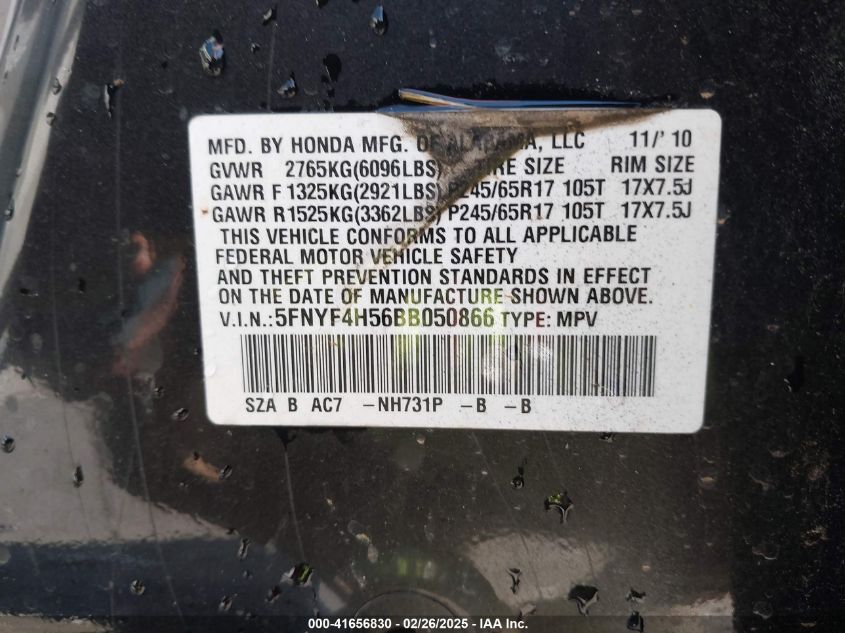 MFD. BY HONDA MFG. OF ALABAMA, LLC 11/'10
GVWR 2765KG(6096LBS) TIRE SIZE RIM SIZE
GAWR F 1325KG(2921LBS) P245/65R17 105T 17X7.5J
GAWR R1525KG(3362LBS) P245/65R17 105T 17X7.5J
THIS VEHICLE CONFORMS TO ALL APPLICABLE
FEDERAL MOTOR VEHICLE SAFETY
AND THEFT PREVENTION STANDARDS IN EFFECT
ON THE DATE OF MANUFACTURE SHOWN ABOVE.
V.I.N.:5FNYF4H56BB050866 TYPE: MPV
SZA B AC7 -NH731P -B -B
000-41656830 - 02/26/2025 - IAA Inc.